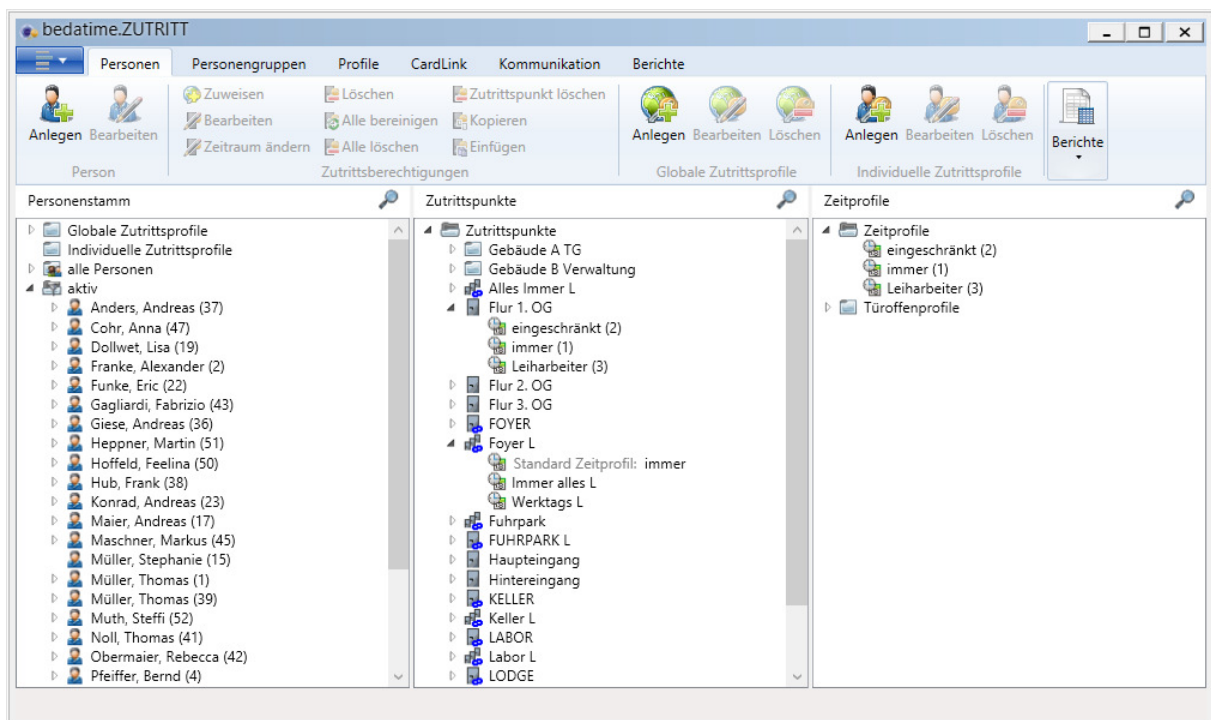 bedatime.ZUTRITT
Personen Personengruppen Profile CardLink Kommunikation Berichte
Anlegen Bearbeiten
Person
Zuweisen Löschen Zutrittspunkt löschen
Bearbeiten Alle bereinigen Kopieren
Zeitraum ändern Alle löschen Einfügen
Zutrittsberechtigungen
Anlegen Bearbeiten Löschen
Globale Zutrittsprofile
Anlegen Bearbeiten Löschen
Individuelle Zutrittsprofile
Berichte
Personenstamm
Globale Zutrittsprofile
Individuelle Zutrittsprofile
alle Personen
aktiv
Anders, Andreas (37)
Cohr, Anna (47)
Dollwet, Lisa (19)
Franke, Alexander (2)
Funke, Eric (22)
Gagliardi, Fabrizio (43)
Giese, Andreas (36)
Heppner, Martin (51)
Hoffeld, Feelina (50)
Hub, Frank (38)
Konrad, Andreas (23)
Maier, Andreas (17)
Maschner, Markus (45)
Müller, Stephanie (15)
Müller, Thomas (1)
Müller, Thomas (39)
Muth, Steffi (52)
Noll, Thomas (41)
Obermaier, Rebecca (42)
Pfeiffer, Bernd (4)
Zutrittspunkte
Zutrittspunkte
Gebäude A TG
Gebäude B Verwaltung
Alles Immer L
Flur 1. OG
eingeschränkt (2)
immer (1)
Leiharbeiter (3)
Flur 2. OG
Flur 3. OG
FOYER
Foyer L
Standard Zeitprofil: immer
Immer alles L
Werktags L
Fuhrpark
FUHRPARK L
Haupteingang
Hintereingang
KELLER
Keller L
LABOR
Labor L
LODGE
Zeitprofile
Zeitprofile
eingeschränkt (2)
immer (1)
Leiharbeiter (3)
Türoffenprofile